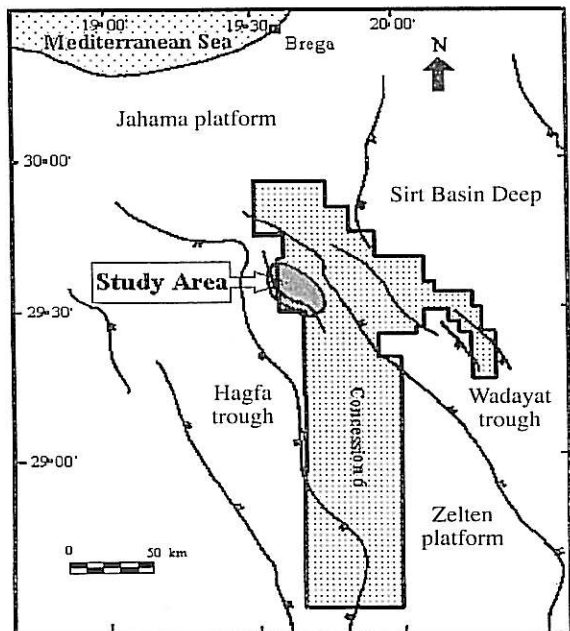 19·00'
19·30'
20·00'
Mediterranean Sea
Brega
N
Jahama platform
30·00'
Sirt Basin Deep
Study Area
29·30'
Hagfa
trough
Concession 6
Wadayat
trough
29·00'
Zelten
platform
0 50 km